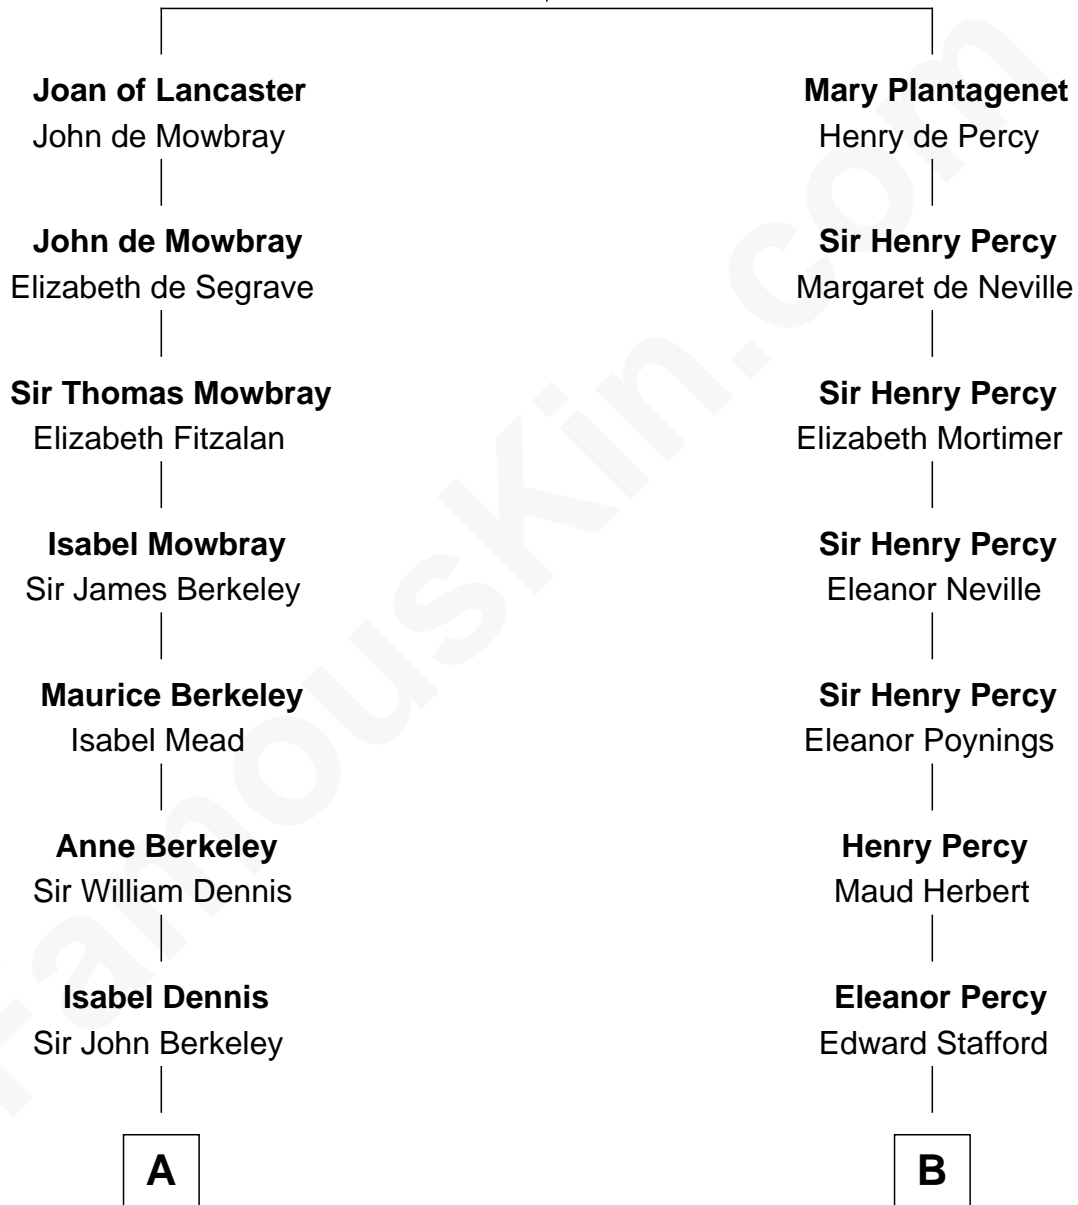 Joan of Lancaster
John de Mowbray
John de Mowbray
Elizabeth de Segrave
Sir Thomas Mowbray
Elizabeth Fitzalan
Isabel Mowbray
Sir James Berkeley
Maurice Berkeley
Isabel Mead
Anne Berkeley
Sir William Dennis
Isabel Dennis
Sir John Berkeley
A
Mary Plantagenet
Henry de Percy
Sir Henry Percy
Margaret de Neville
Sir Henry Percy
Elizabeth Mortimer
Sir Henry Percy
Eleanor Neville
Sir Henry Percy
Eleanor Poynings
Henry Percy
Maud Herbert
Eleanor Percy
Edward Stafford
B
FamousKin.com